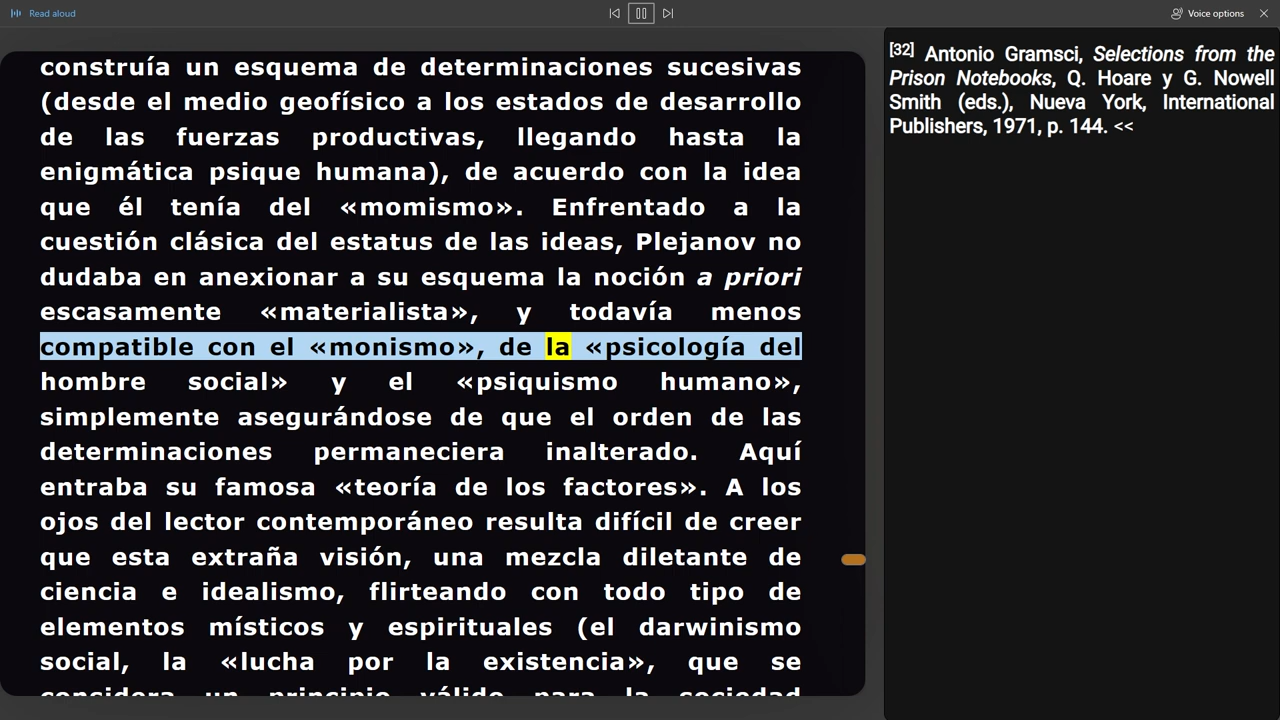 Read aloud
Voice options
construía un esquema de determinaciones sucesivas
(desde el medio geofísico a los estados de desarrollo
de las fuerzas productivas, llegando hasta la
enigmática psique humana), de acuerdo con la idea
que él tenía del «momismo». Enfrentado a la
cuestión clásica del estatus de las ideas, Plejanov no
dudaba en anexionar a su esquema la noción a priori
escasamente «materialista», y todavía menos
compatible con el «monismo», de la «psicología del
hombre social» y el «psiquismo humano»,
simplemente asegurándose de que el orden de las
determinaciones permaneciera inalterado. Aquí
entraba su famosa «teoría de los factores». A los
ojos del lector contemporáneo resulta difícil de creer
que esta extraña visión, una mezcla diletante de
ciencia e idealismo, flirteando con todo tipo de
elementos místicos y espirituales (el darwinismo
social, la «lucha por la existencia», que se
considera un principio válido para la sociedad
[32] Antonio Gramsci, Selections from the
Prison Notebooks, Q. Hoare y G. Nowell
Smith (eds.), Nueva York, International
Publishers, 1971, p. 144. <<